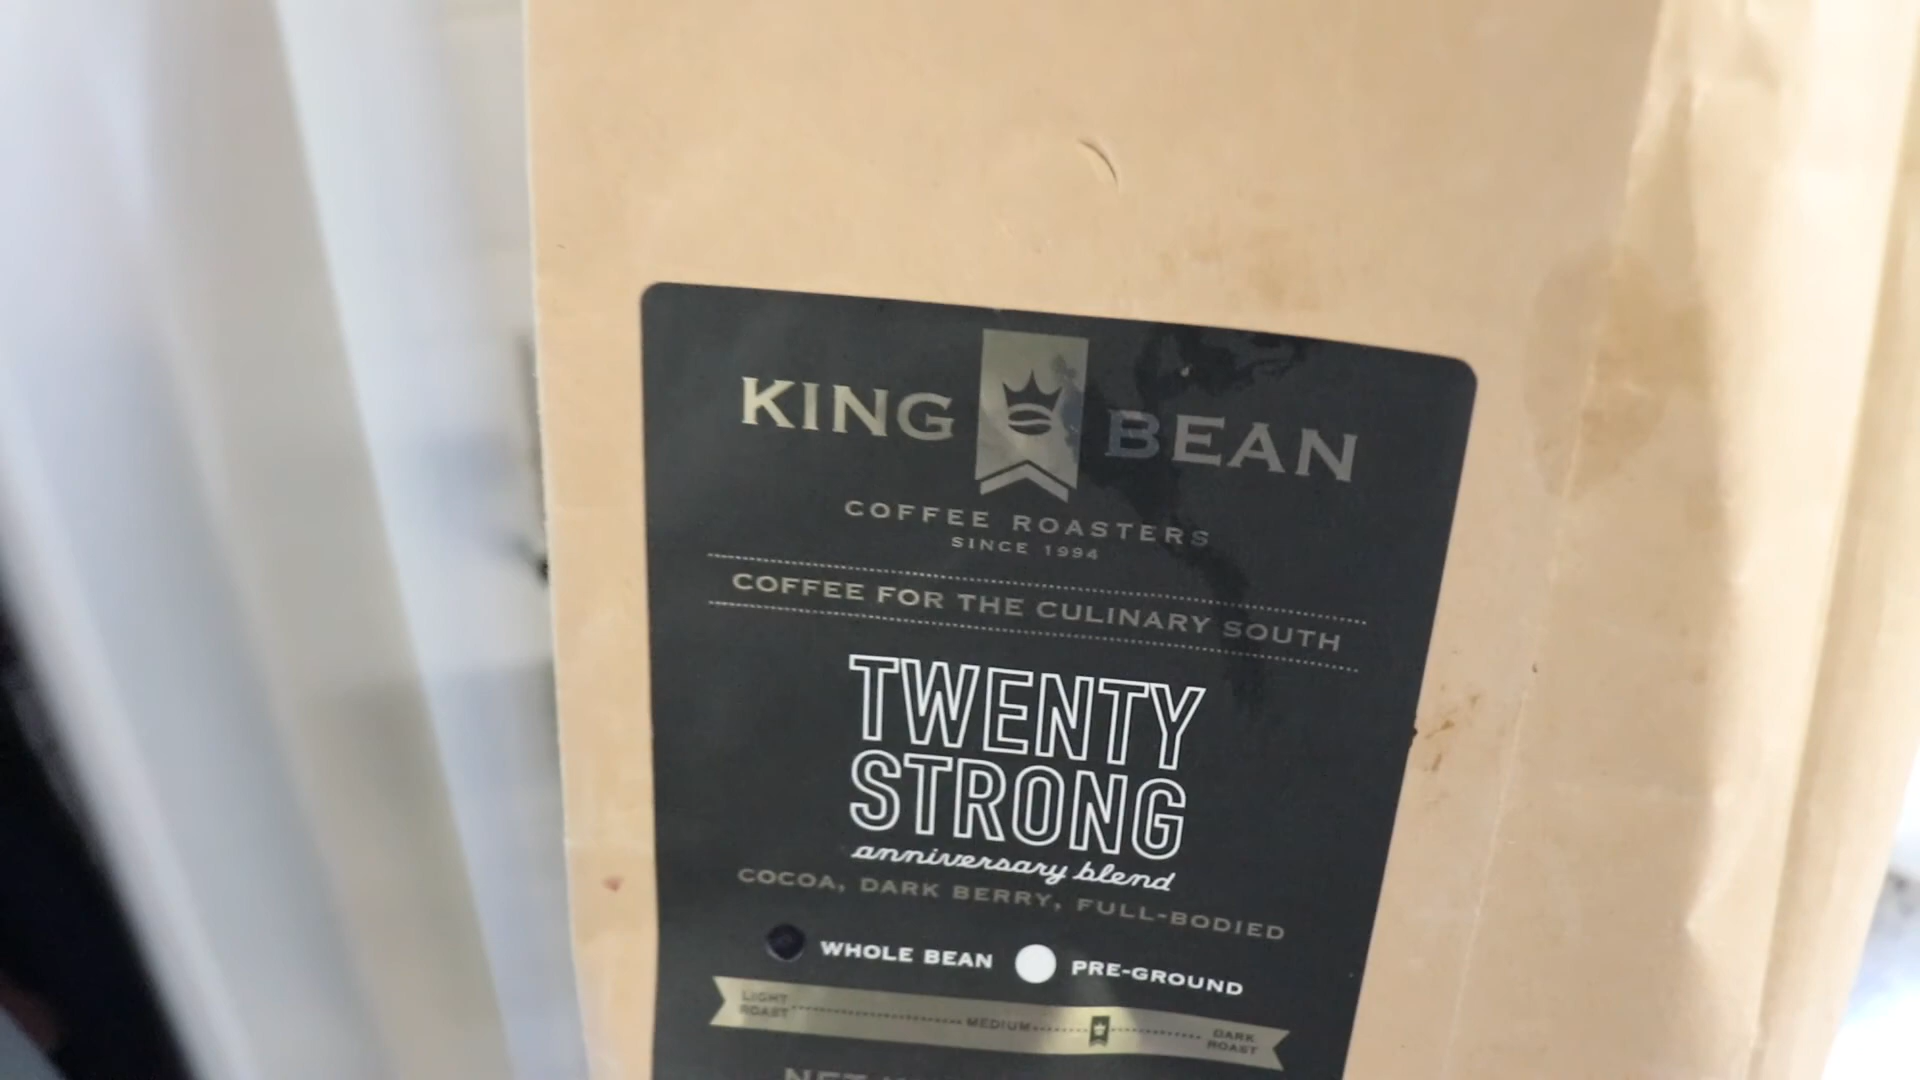 KING BEAN
COFFEE ROASTERS
SINCE 1994
COFFEE FOR THE CULINARY SOUTH
TWENTY
STRONG
anniversary blend
COCOA, DARK BERRY, FULL-BODIED
WHOLE BEAN PRE-GROUND
LIGHT ROAST MEDIUM DARK ROAST